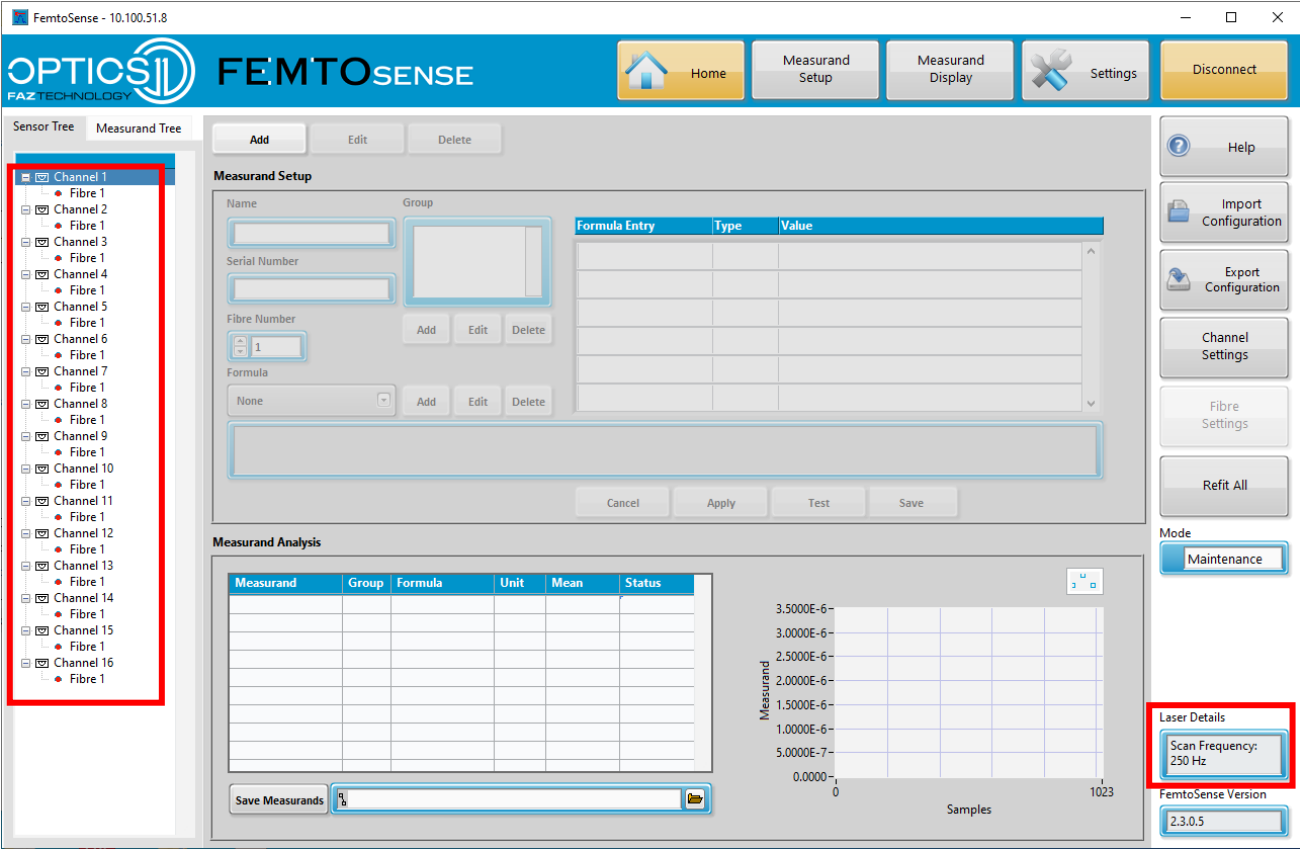 FemtoSense - 10.100.51.8
OPTICS11
FAZ TECHNOLOGY
FEMTOSENSE
Home
Measurand
Setup
Measurand
Display
Settings
Disconnect
Sensor Tree
Measurand Tree
Channel 1
Fibre 1
Channel 2
Fibre 1
Channel 3
Fibre 1
Channel 4
Fibre 1
Channel 5
Fibre 1
Channel 6
Fibre 1
Channel 7
Fibre 1
Channel 8
Fibre 1
Channel 9
Fibre 1
Channel 10
Fibre 1
Channel 11
Fibre 1
Channel 12
Fibre 1
Channel 13
Fibre 1
Channel 14
Fibre 1
Channel 15
Fibre 1
Channel 16
Fibre 1
Add Edit Delete
Measurand Setup
Name
Group
Serial Number
Fibre Number
1
Add Edit Delete
Formula
None
Add Edit Delete
Formula Entry Type Value
Cancel Apply Test Save
Measurand Analysis
Measurand Group Formula Unit Mean Status
Save Measurands
3.5000E-6
3.0000E-6
2.5000E-6
2.0000E-6
1.5000E-6
1.0000E-6
5.0000E-7
0.0000
Measurand
0 1023
Samples
Help
Import
Configuration
Export
Configuration
Channel
Settings
Fibre
Settings
Refit All
Mode
Maintenance
Laser Details
Scan Frequency:
250 Hz
FemtoSense Version
2.3.0.5